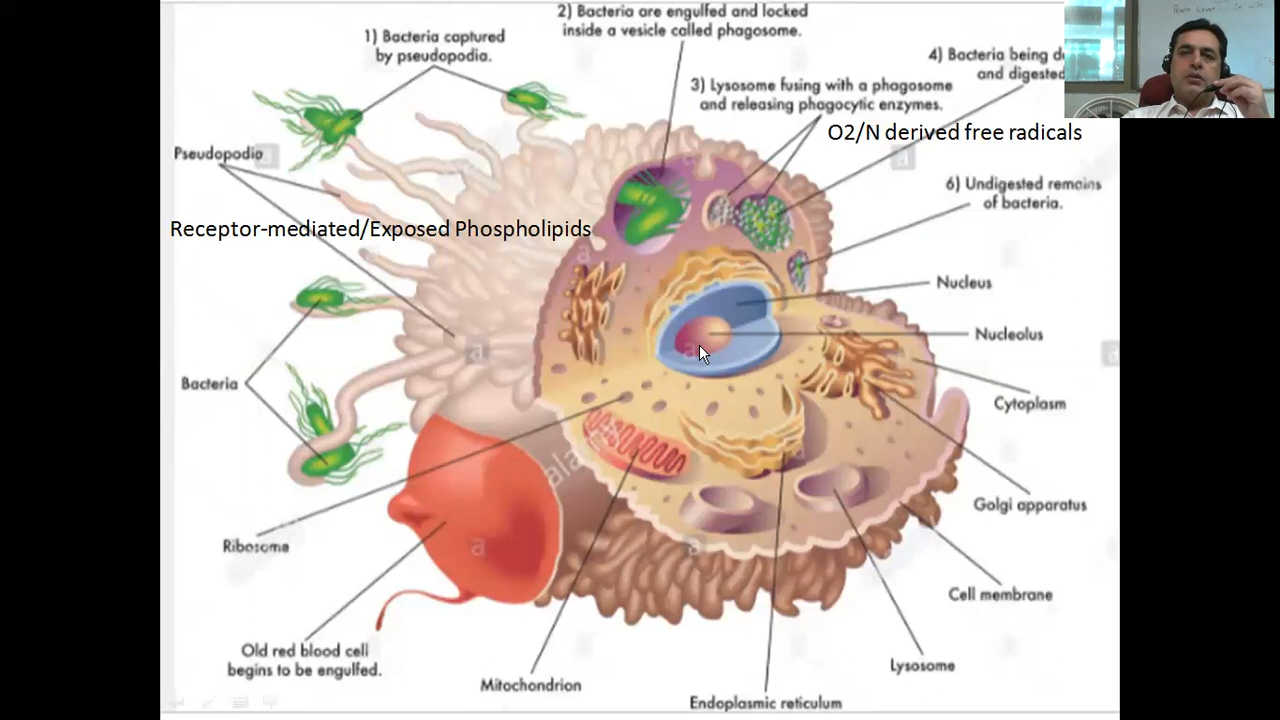 2) Bacteria are engulfed and locked
inside a vesicle called phagosome.
1) Bacteria captured
by pseudopodia.
4) Bacteria being
and digested
3) Lysosome fusing with a phagosome
and releasing phagocytic enzymes.
O2/N derived free radicals
Pseudopodia
6) Undigested remains
of bacteria.
Receptor-mediated/Exposed Phospholipids
Nucleus
Nucleolus
Bacteria
Cytoplasm
Golgi apparatus
Ribosome
Cell membrane
Old red blood cell
begins to be engulfed.
Lysosome
Mitochondrion
Endoplasmic reticulum